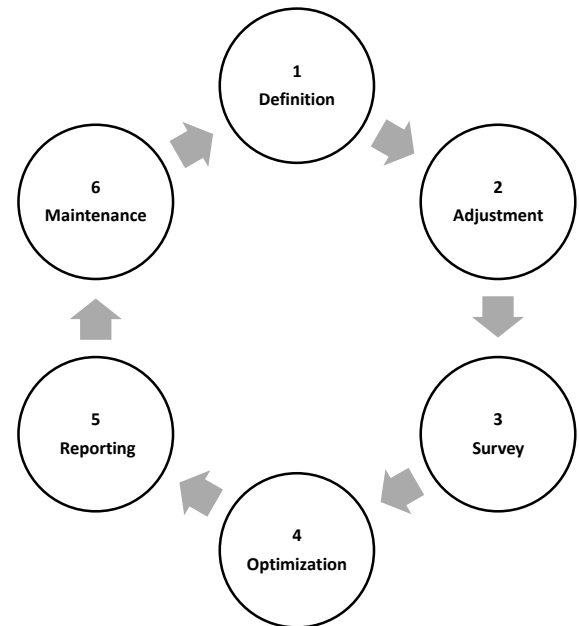 1
Definition
2
Adjustment
3
Survey
4
Optimization
5
Reporting
6
Maintenance